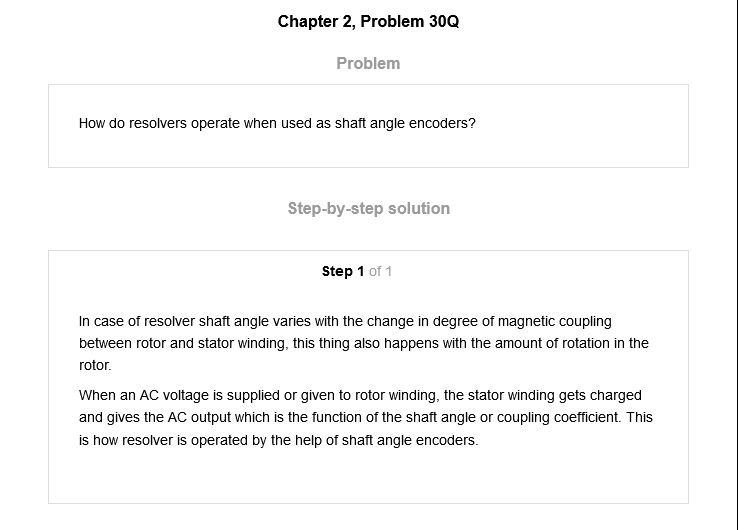 Chapter 2, Problem 30Q
Problem
How do resolvers operate when used as shaft angle encoders?
Step-by-step solution
Step 1 of 1
In case of resolver shaft angle varies with the change in degree of magnetic coupling
between rotor and stator winding, this thing also happens with the amount of rotation in the
rotor.
When an AC voltage is supplied or given to rotor winding, the stator winding gets charged
and gives the AC output which is the function of the shaft angle or coupling coefficient. This
is how resolver is operated by the help of shaft angle encoders.